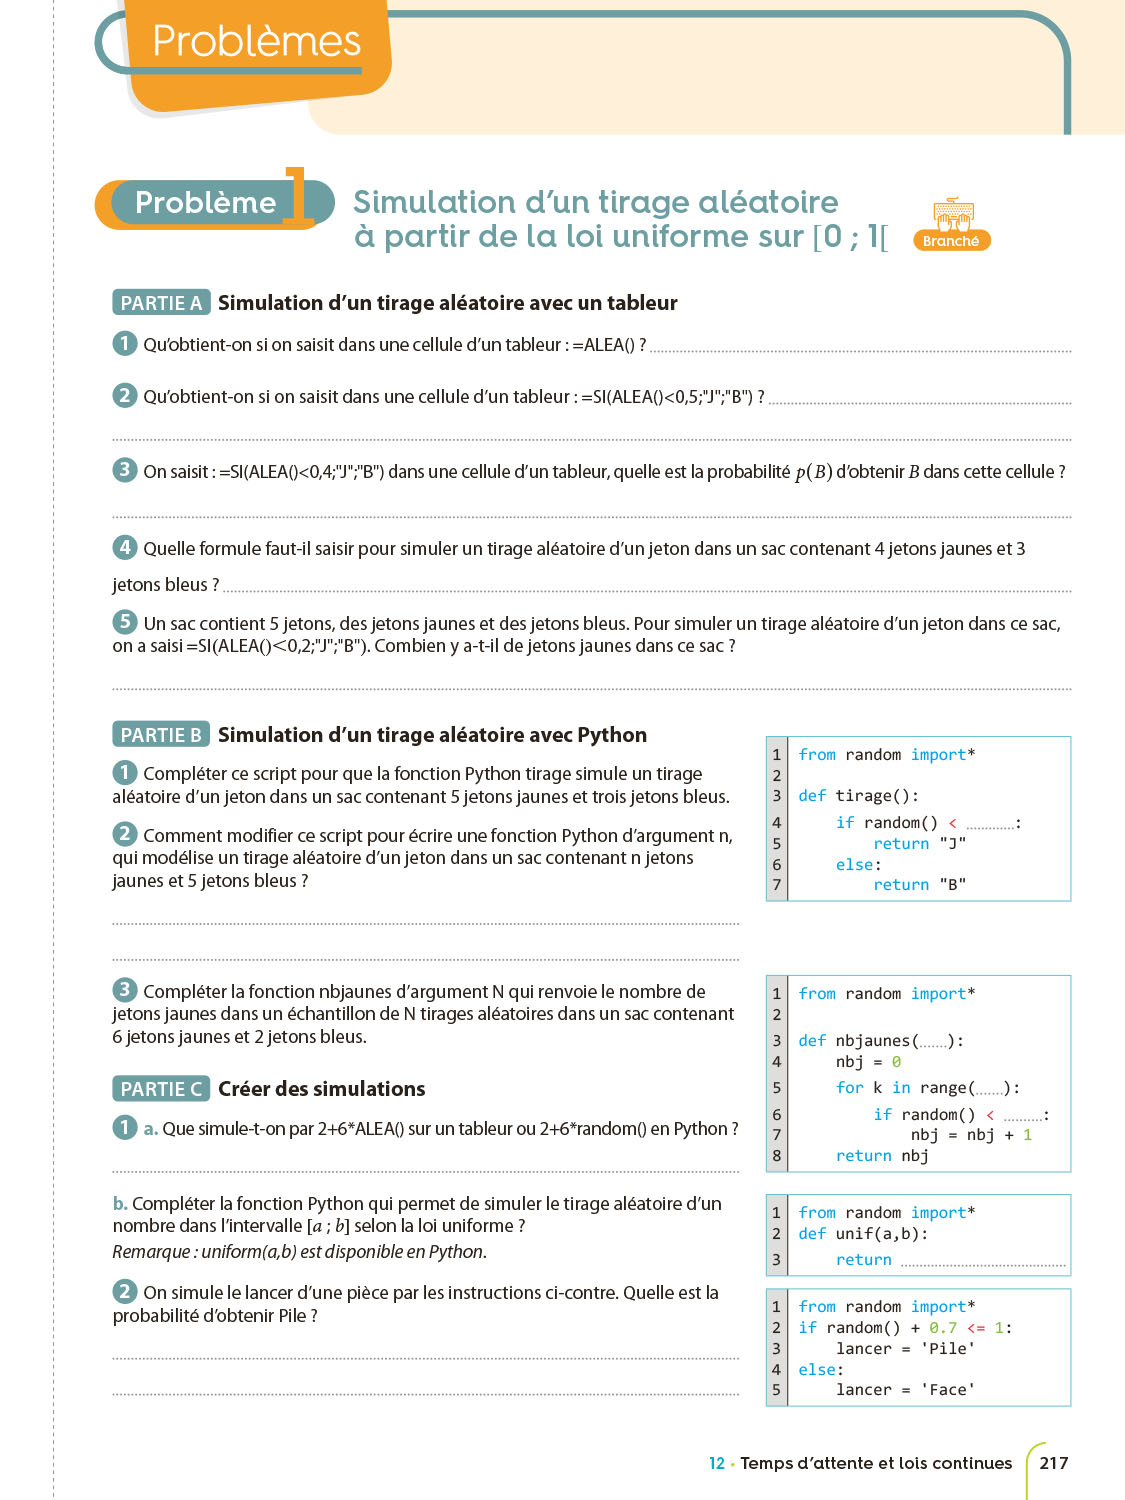 Problèmes
Problème 1
Simulation d'un tirage aléatoire
à partir de la loi uniforme sur [0 ; 1[
Branché
PARTIE A Simulation d'un tirage aléatoire avec un tableur
1 Qu'obtient-on si on saisit dans une cellule d'un tableur : =ALEA() ?
2 Qu'obtient-on si on saisit dans une cellule d'un tableur : =SI(ALEA()<0,5;"J";"B") ?
3 On saisit : =SI(ALEA()<0,4;"J";"B") dans une cellule d'un tableur, quelle est la probabilité p(B) d'obtenir B dans cette cellule ?
4 Quelle formule faut-il saisir pour simuler un tirage aléatoire d'un jeton dans un sac contenant 4 jetons jaunes et 3
jetons bleus ?
5 Un sac contient 5 jetons, des jetons jaunes et des jetons bleus. Pour simuler un tirage aléatoire d'un jeton dans ce sac,
on a saisi =SI(ALEA()<0,2;"J";"B"). Combien y a-t-il de jetons jaunes dans ce sac ?
PARTIE B Simulation d'un tirage aléatoire avec Python
1 Compléter ce script pour que la fonction Python tirage simule un tirage
aléatoire d'un jeton dans un sac contenant 5 jetons jaunes et trois jetons bleus.
2 Comment modifier ce script pour écrire une fonction Python d'argument n,
qui modélise un tirage aléatoire d'un jeton dans un sac contenant n jetons
jaunes et 5 jetons bleus ?
1 from random import*
2
3 def tirage():
4 if random() < ............:
5 return "J"
6 else:
7 return "B"
3 Compléter la fonction nbjaunes d'argument N qui renvoie le nombre de
jetons jaunes dans un échantillon de N tirages aléatoires dans un sac contenant
6 jetons jaunes et 2 jetons bleus.
1 from random import*
2
3 def nbjaunes(.......):
4 nbj = 0
5 for k in range(.......):
6 if random() < ..........:
7 nbj = nbj + 1
8 return nbj
PARTIE C Créer des simulations
1 a. Que simule-t-on par 2+6*ALEA() sur un tableur ou 2+6*random() en Python ?
b. Compléter la fonction Python qui permet de simuler le tirage aléatoire d'un
nombre dans l'intervalle [a ; b] selon la loi uniforme ?
Remarque : uniform(a,b) est disponible en Python.
1 from random import*
2 def unif(a,b):
3 return ..........................................
2 On simule le lancer d'une pièce par les instructions ci-contre. Quelle est la
probabilité d'obtenir Pile ?
1 from random import*
2 if random() + 0.7 <= 1:
3 lancer = 'Pile'
4 else:
5 lancer = 'Face'
12 • Temps d'attente et lois continues 217